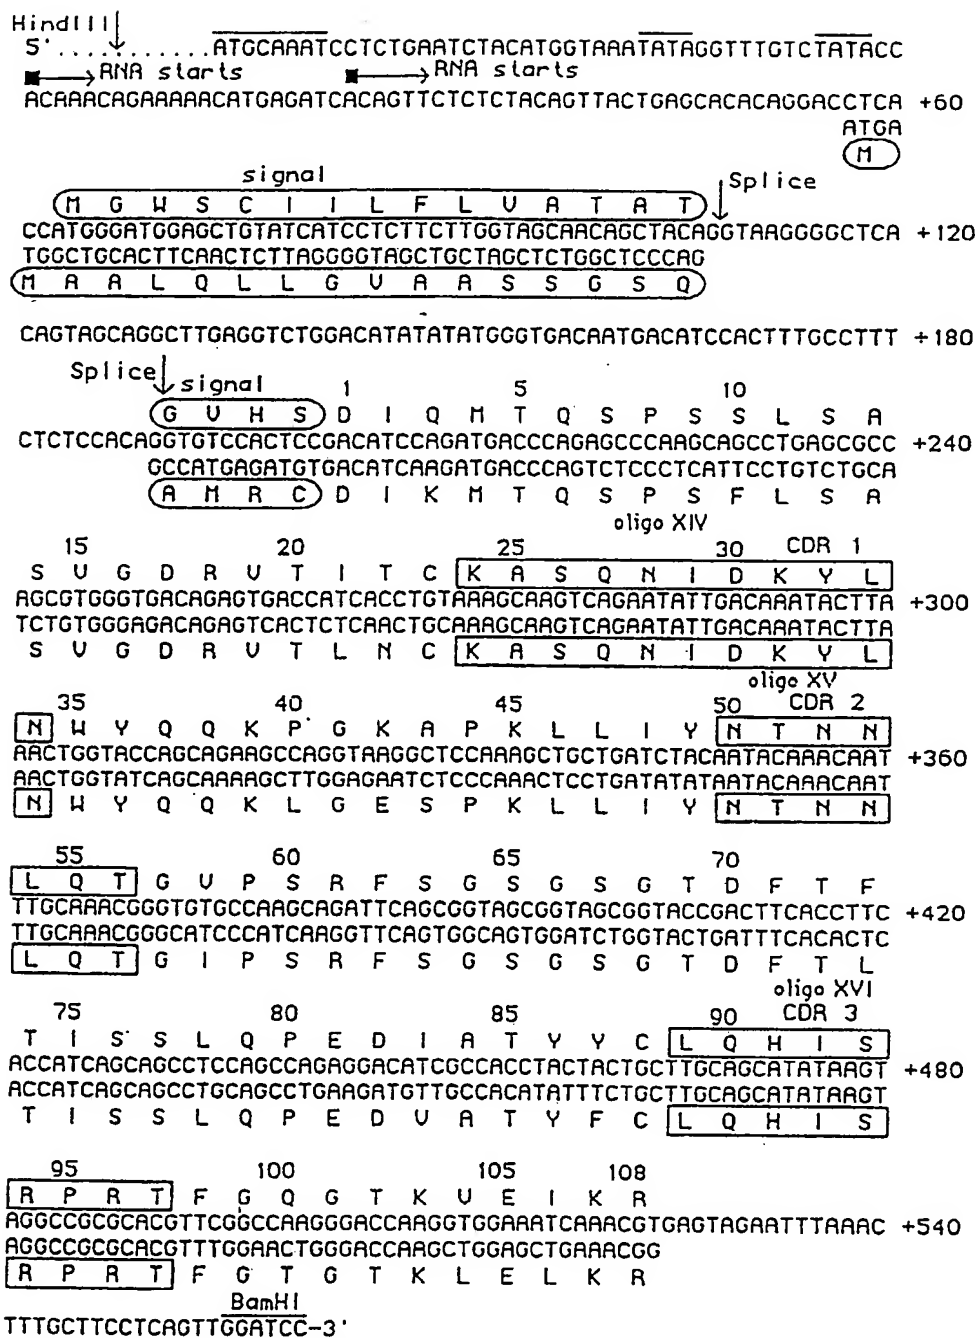 HindIII
5'...........ATGCAAATCCTCTGAATCTACATGGTAAATATAGGTTTGTCTATACC
RNA starts RNA starts
ACAAACAGAAAAACATGAGATCACAGTTCTCTCTACAGTTACTGAGCACACAGGACCTCA +60
ATGA
M
signal Splice
M G W S C I I L F L V A T A T
CCATGGGATGGAGCTGTATCATCCTCTTCTTGGTAGCAACAGCTACAGGTAAGGGGCTCA +120
TGGCTGCACTTCAACTCTTAGGGGTAGCTGCTAGCTCTGGCTCCCAG
M A A L Q L L G V A A S S G S Q
CAGTAGCAGGCTTGAGGTCTGGACATATATATGGGTGACAATGACATCCACTTTGCCTTT +180
Splice signal 1 5 10
G V H S D I Q M T Q S P S S L S A
CTCTCCACAGGTGTCCACTCCGACATCCAGATGACCCAGAGCCCAAGCAGCCTGAGCGCC +240
GCCATGAGATGTGACATCAAGATGACCCAGTCTCCCTCATTCCTGTCTGCA
A M R C D I K M T Q S P S F L S A
oligo XIV
15 20 25 30 CDR 1
S V G D R V T I T C K A S Q N I D K Y L
AGCGTGGGTGACAGAGTGACCATCACCTGTAAAGCAAGTCAGAATATTGACAAATACTTA +300
TCTGTGGGAGACAGAGTCACTCTCAACTGCAAAGCAAGTCAGAATATTGACAAATACTTA
S V G D R V T L N C K A S Q N I D K Y L
oligo XV
35 40 45 50 CDR 2
N W Y Q Q K P G K A P K L L I Y N T N N
AACTGGTACCAGCAGAAGCCAGGTAAGGCTCCAAAGCTGCTGATCTACAATACAAACAAT +360
AACTGGTATCAGCAAAAGCTTGGAGAATCTCCCAAACTCCTGATATATAATACAAACAAT
N W Y Q Q K L G E S P K L L I Y N T N N
55 60 65 70
L Q T G V P S R F S G S G S G T D F T F
TTGCAAACGGGTGTGCCAAGCAGATTCAGCGGTAGCGGTAGCGGTACCGACTTCACCTTC +420
TTGCAAACGGGCATCCCATCAAGGTTCAGTGGCAGTGGATCTGGTACTGATTTCACACTC
L Q T G I P S R F S G S G S G T D F T L
oligo XVI
75 80 85 90 CDR 3
T I S S L Q P E D I A T Y Y C L Q H I S
ACCATCAGCAGCCTCCAGCCAGAGGACATCGCCACCTACTACTGCTTGCAGCATATAAGT +480
ACCATCAGCAGCCTGCAGCCTGAAGATGTTGCCACATATTTCTGCTTGCAGCATATAAGT
T I S S L Q P E D V A T Y F C L Q H I S
95 100 105 108
R P R T F G Q G T K V E I K R
AGGCCGCGCACGTTCGGCCAAGGGACCAAGGTGGAAATCAAACGTGAGTAGAATTTAAAC +540
AGGCCGCGCACGTTTGGAACTGGGACCAAGCTGGAGCTGAAACGG
R P R T F G T G T K L E L K R
BamHI
TTTGCTTCCTCAGTTGGATCC-3'